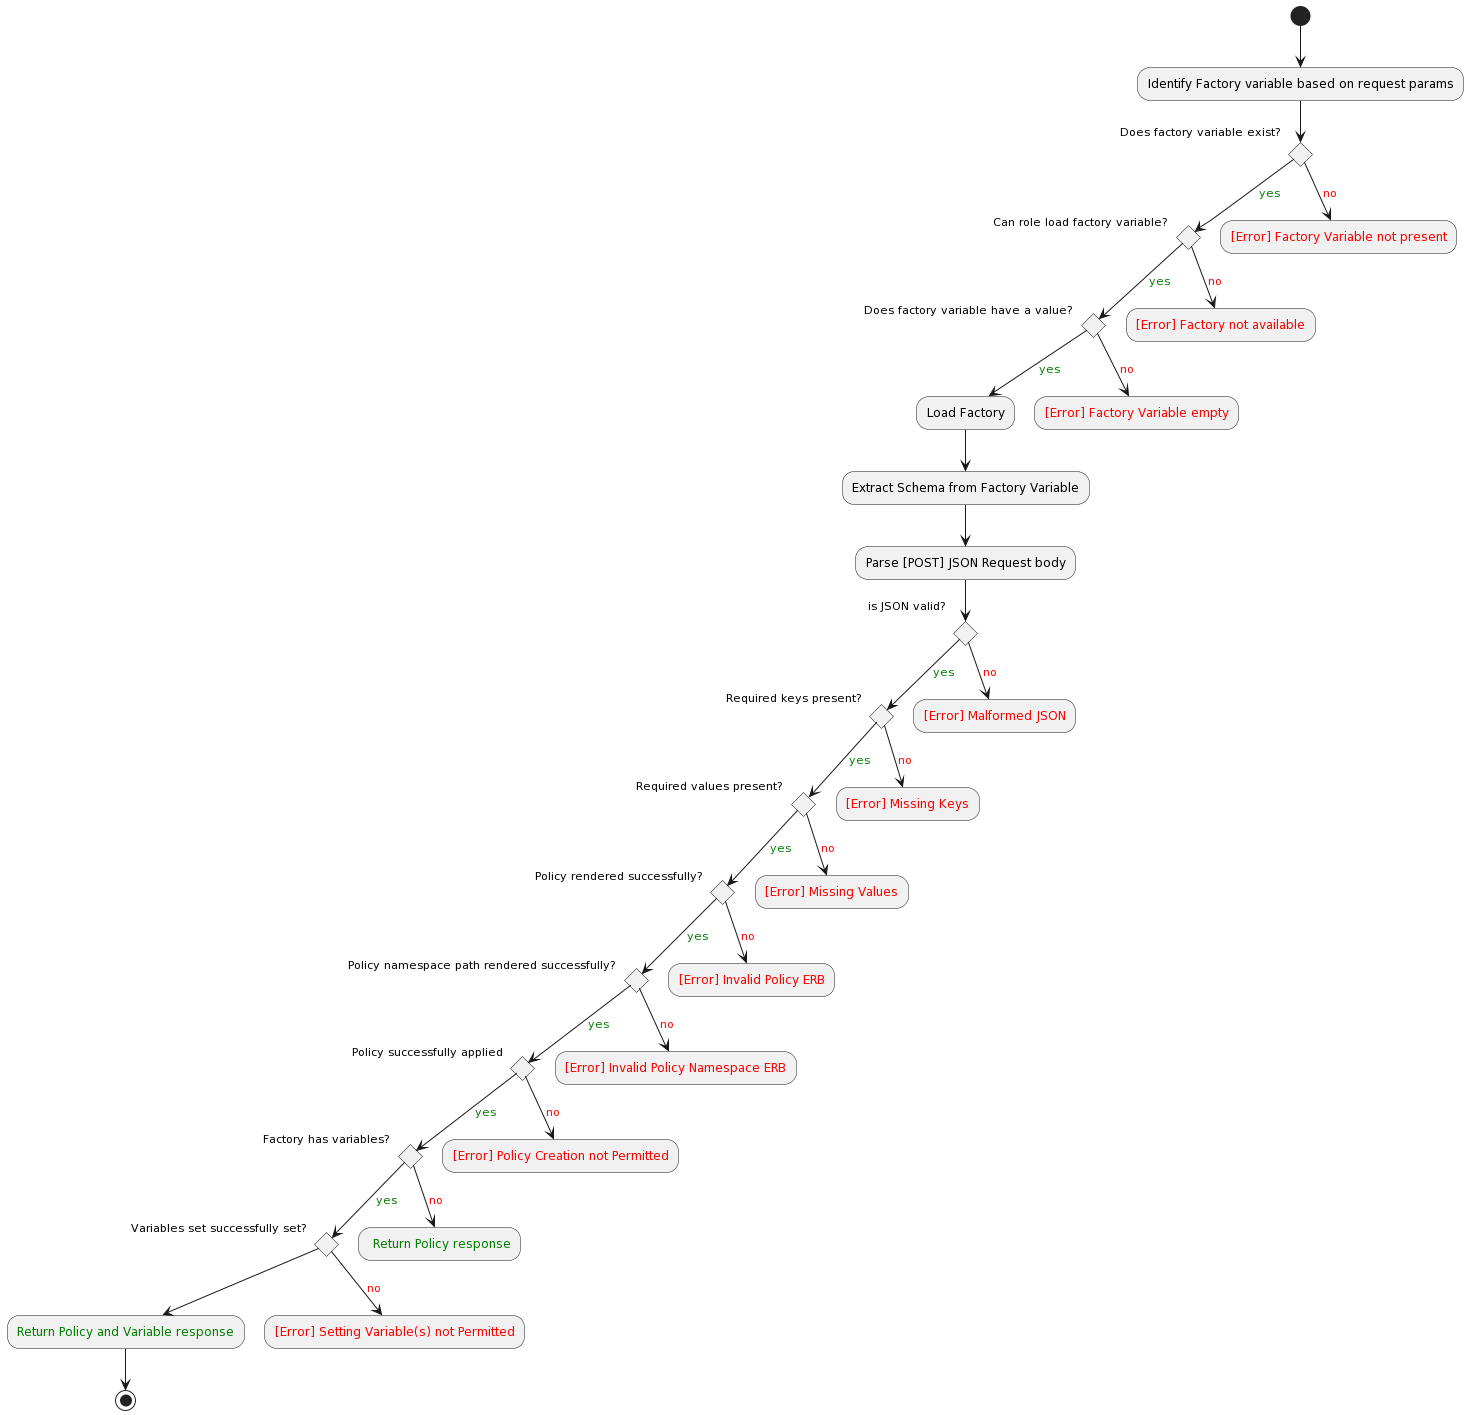 Identify Factory variable based on request params
Does factory variable exist?
yes
no
Can role load factory variable?
[Error] Factory Variable not present
yes
no
Does factory variable have a value?
[Error] Factory not available
yes
no
Load Factory
[Error] Factory Variable empty
Extract Schema from Factory Variable
Parse [POST] JSON Request body
is JSON valid?
yes
no
Required keys present?
[Error] Malformed JSON
yes
no
Required values present?
[Error] Missing Keys
yes
no
Policy rendered successfully?
[Error] Missing Values
yes
no
Policy namespace path rendered successfully?
[Error] Invalid Policy ERB
yes
no
Policy successfully applied
[Error] Invalid Policy Namespace ERB
yes
no
Factory has variables?
[Error] Policy Creation not Permitted
yes
no
Variables set successfully set?
Return Policy response
no
Return Policy and Variable response
[Error] Setting Variable(s) not Permitted